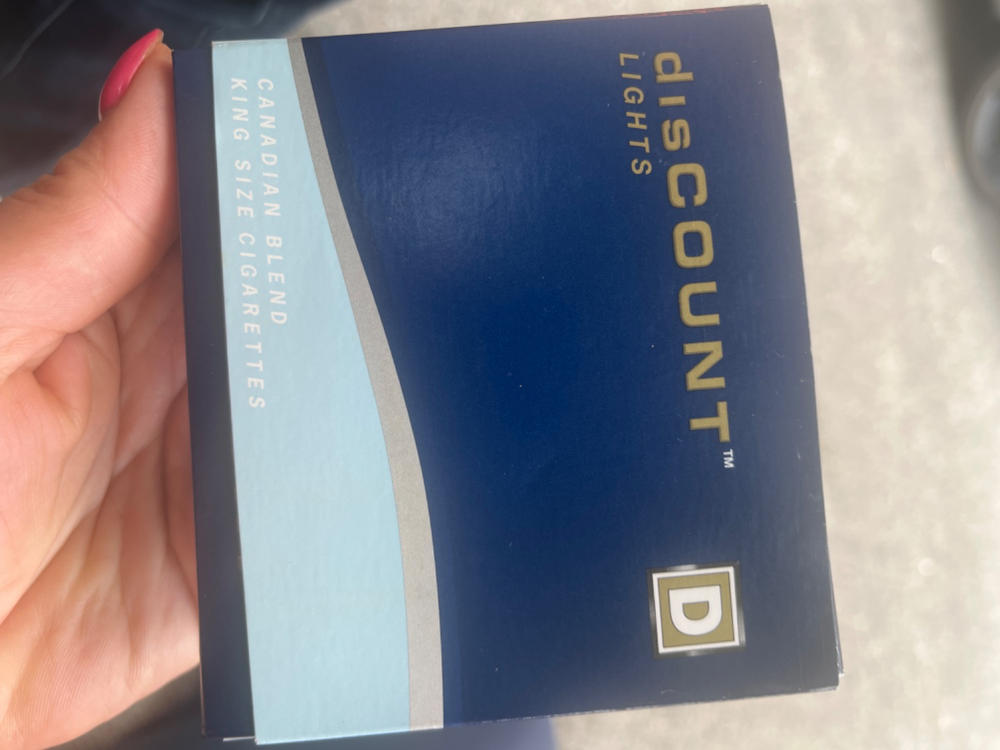 disCOUNT™
LIGHTS
D
CANADIAN BLEND
KING SIZE CIGARETTES